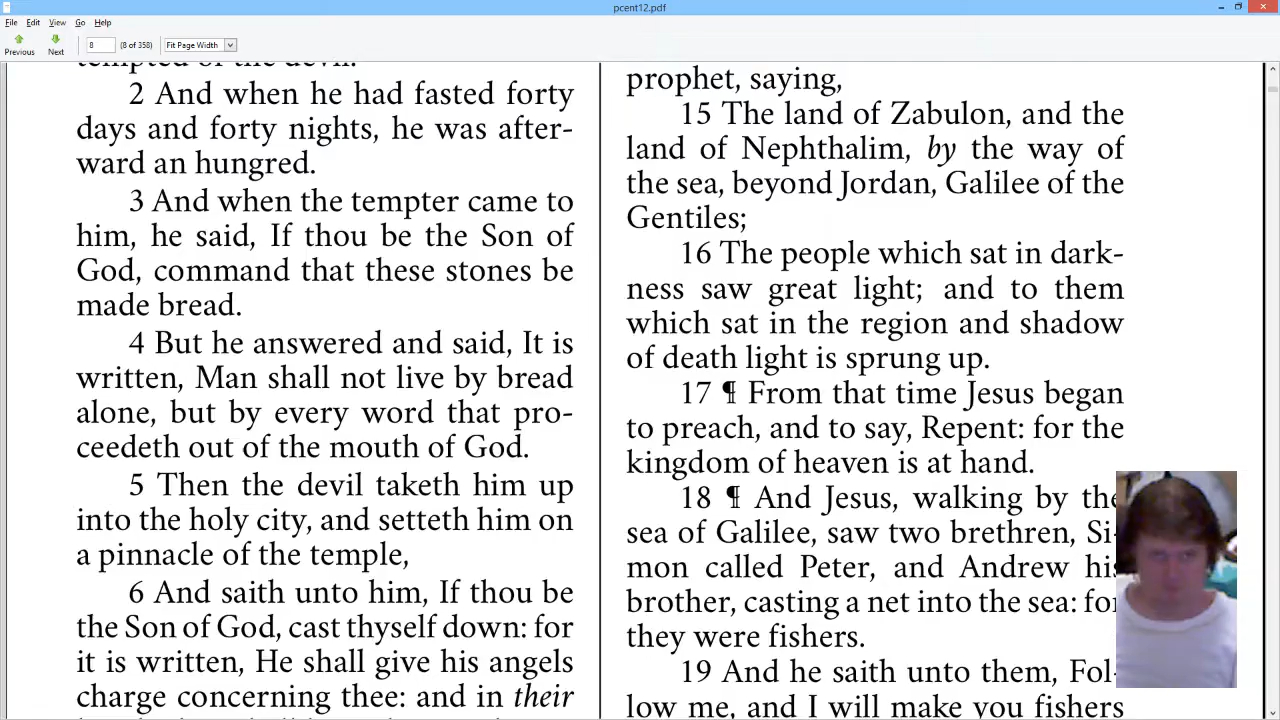 pcent12.pdf
File Edit View Go Help
Previous Next 8 (8 of 358) Fit Page Width
tempted of the devil.
2 And when he had fasted forty
days and forty nights, he was after-
ward an hungred.
3 And when the tempter came to
him, he said, If thou be the Son of
God, command that these stones be
made bread.
4 But he answered and said, It is
written, Man shall not live by bread
alone, but by every word that pro-
ceedeth out of the mouth of God.
5 Then the devil taketh him up
into the holy city, and setteth him on
a pinnacle of the temple,
6 And saith unto him, If thou be
the Son of God, cast thyself down: for
it is written, He shall give his angels
charge concerning thee: and in their
prophet, saying,
15 The land of Zabulon, and the
land of Nephthalim, by the way of
the sea, beyond Jordan, Galilee of the
Gentiles;
16 The people which sat in dark-
ness saw great light; and to them
which sat in the region and shadow
of death light is sprung up.
17 ¶ From that time Jesus began
to preach, and to say, Repent: for the
kingdom of heaven is at hand.
18 ¶ And Jesus, walking by the
sea of Galilee, saw two brethren, Si-
mon called Peter, and Andrew his
brother, casting a net into the sea: for
they were fishers.
19 And he saith unto them, Fol-
low me, and I will make you fishers